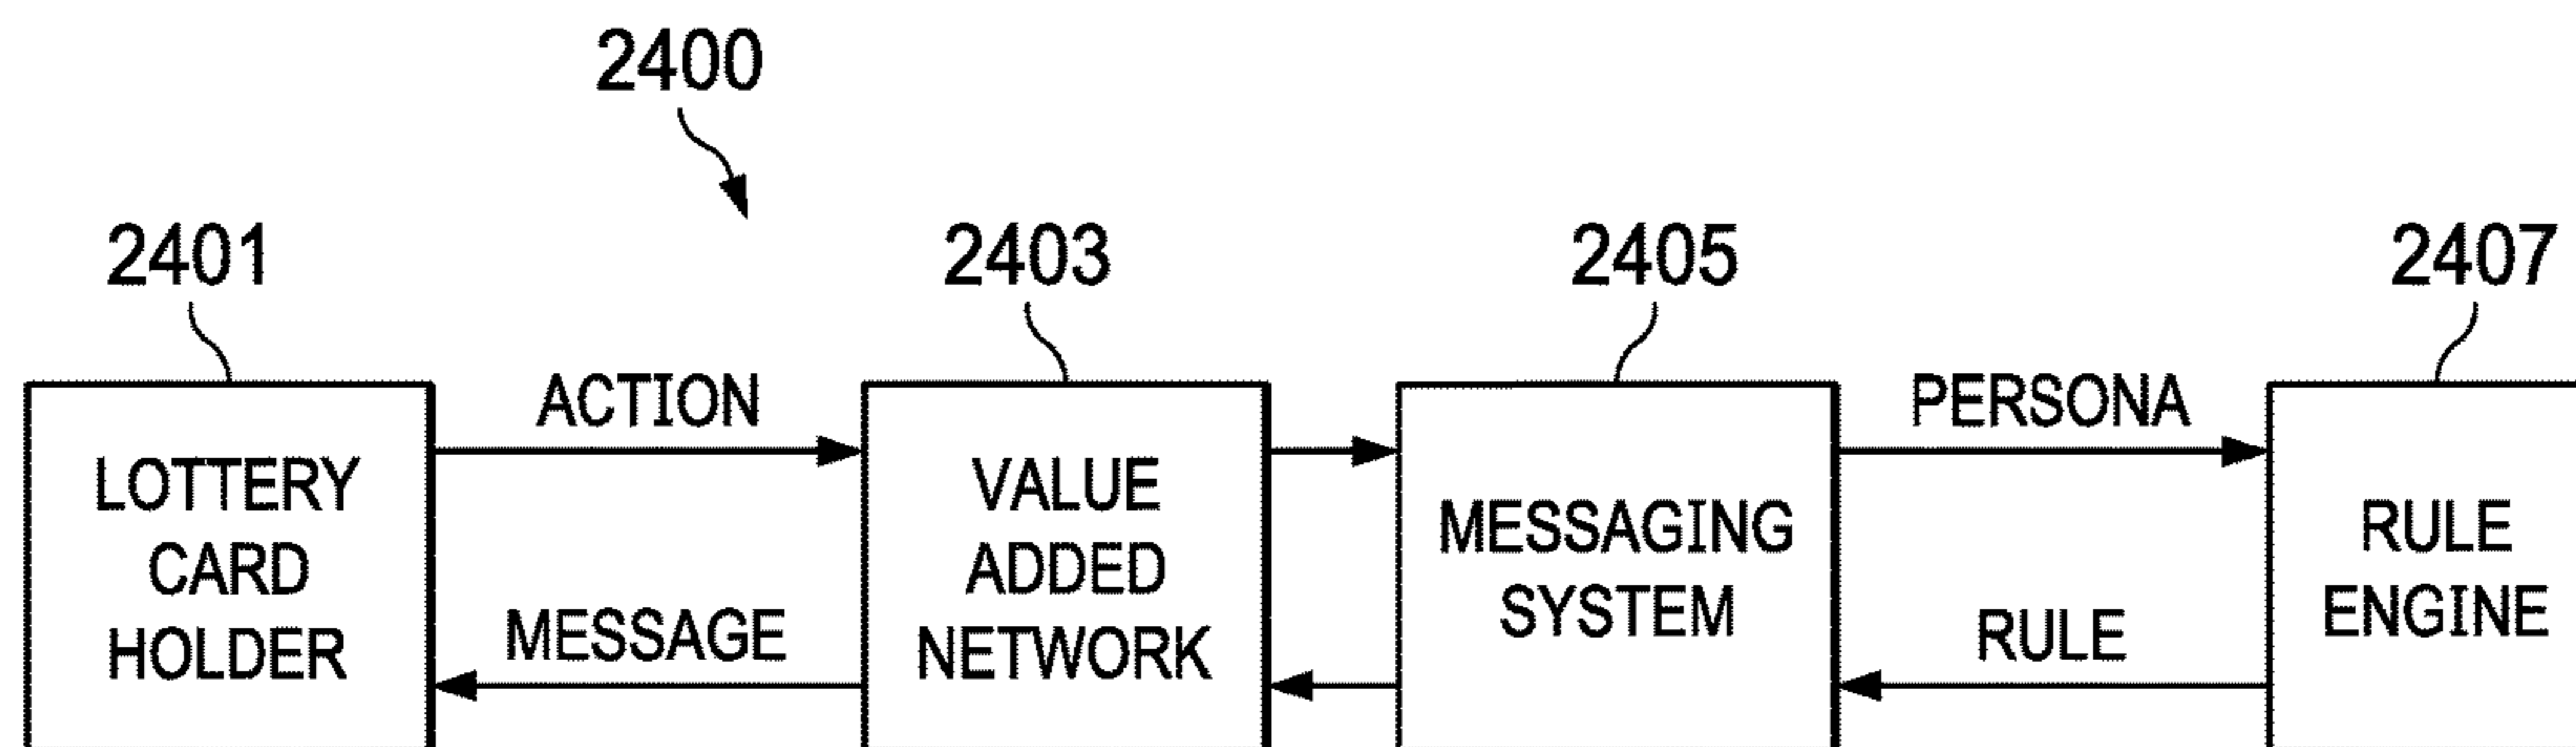 2400
2401
2403
2405
2407
ACTION
PERSONA
LOTTERY
CARD
HOLDER
VALUE
ADDED
NETWORK
MESSAGING
SYSTEM
RULE
ENGINE
MESSAGE
RULE